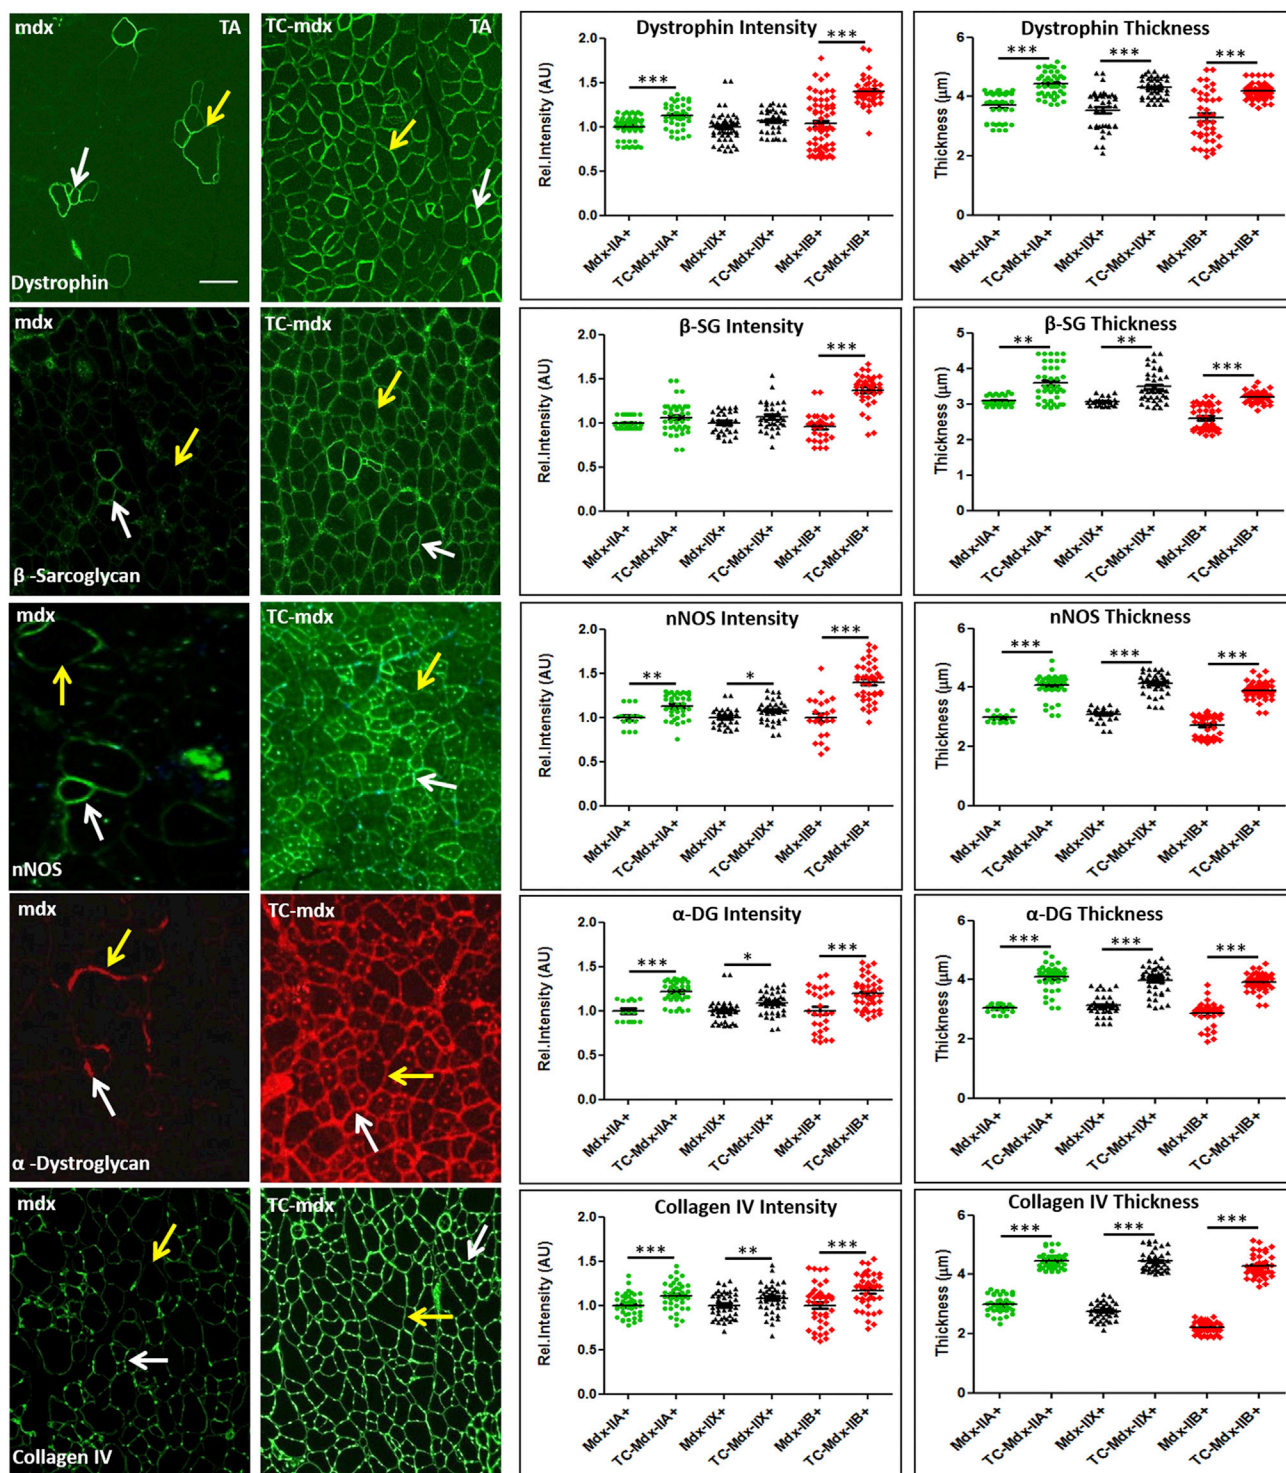 mdx TA
Dystrophin
TC-mdx TA
Dystrophin Intensity
Rel.Intensity (AU)
2.0
1.5
1.0
0.5
0.0
***
***
Mdx-IIA+
TC-Mdx-IIA+
Mdx-IIX+
TC-Mdx-IIX+
Mdx-IIB+
TC-Mdx-IIB+
Dystrophin Thickness
Thickness (μm)
6
4
2
0
***
***
***
Mdx-IIA+
TC-Mdx-IIA+
Mdx-IIX+
TC-Mdx-IIX+
Mdx-IIB+
TC-Mdx-IIB+
mdx
β -Sarcoglycan
TC-mdx
β-SG Intensity
Rel.Intensity (AU)
2.0
1.5
1.0
0.5
0.0
***
Mdx-IIA+
TC-Mdx-IIA+
Mdx-IIX+
TC-Mdx-IIX+
Mdx-IIB+
TC-Mdx-IIB+
β-SG Thickness
Thickness (μm)
5
4
3
2
1
0
**
**
***
Mdx-IIA+
TC-Mdx-IIA+
Mdx-IIX+
TC-Mdx-IIX+
Mdx-IIB+
TC-Mdx-IIB+
mdx
nNOS
TC-mdx
nNOS Intensity
Rel.Intensity (AU)
2.0
1.5
1.0
0.5
0.0
**
*
***
Mdx-IIA+
TC-Mdx-IIA+
Mdx-IIX+
TC-Mdx-IIX+
Mdx-IIB+
TC-Mdx-IIB+
nNOS Thickness
Thickness (μm)
6
4
2
0
***
***
***
Mdx-IIA+
TC-Mdx-IIA+
Mdx-IIX+
TC-Mdx-IIX+
Mdx-IIB+
TC-Mdx-IIB+
mdx
α -Dystroglycan
TC-mdx
α-DG Intensity
Rel.Intensity (AU)
2.0
1.5
1.0
0.5
0.0
***
*
***
Mdx-IIA+
TC-Mdx-IIA+
Mdx-IIX+
TC-Mdx-IIX+
Mdx-IIB+
TC-Mdx-IIB+
α-DG Thickness
Thickness (μm)
6
4
2
0
***
***
***
Mdx-IIA+
TC-Mdx-IIA+
Mdx-IIX+
TC-Mdx-IIX+
Mdx-IIB+
TC-Mdx-IIB+
mdx
Collagen IV
TC-mdx
Collagen IV Intensity
Rel.Intensity (AU)
2.0
1.5
1.0
0.5
0.0
***
**
***
Mdx-IIA+
TC-Mdx-IIA+
Mdx-IIX+
TC-Mdx-IIX+
Mdx-IIB+
TC-Mdx-IIB+
Collagen IV Thickness
Thickness (μm)
6
4
2
0
***
***
***
Mdx-IIA+
TC-Mdx-IIA+
Mdx-IIX+
TC-Mdx-IIX+
Mdx-IIB+
TC-Mdx-IIB+